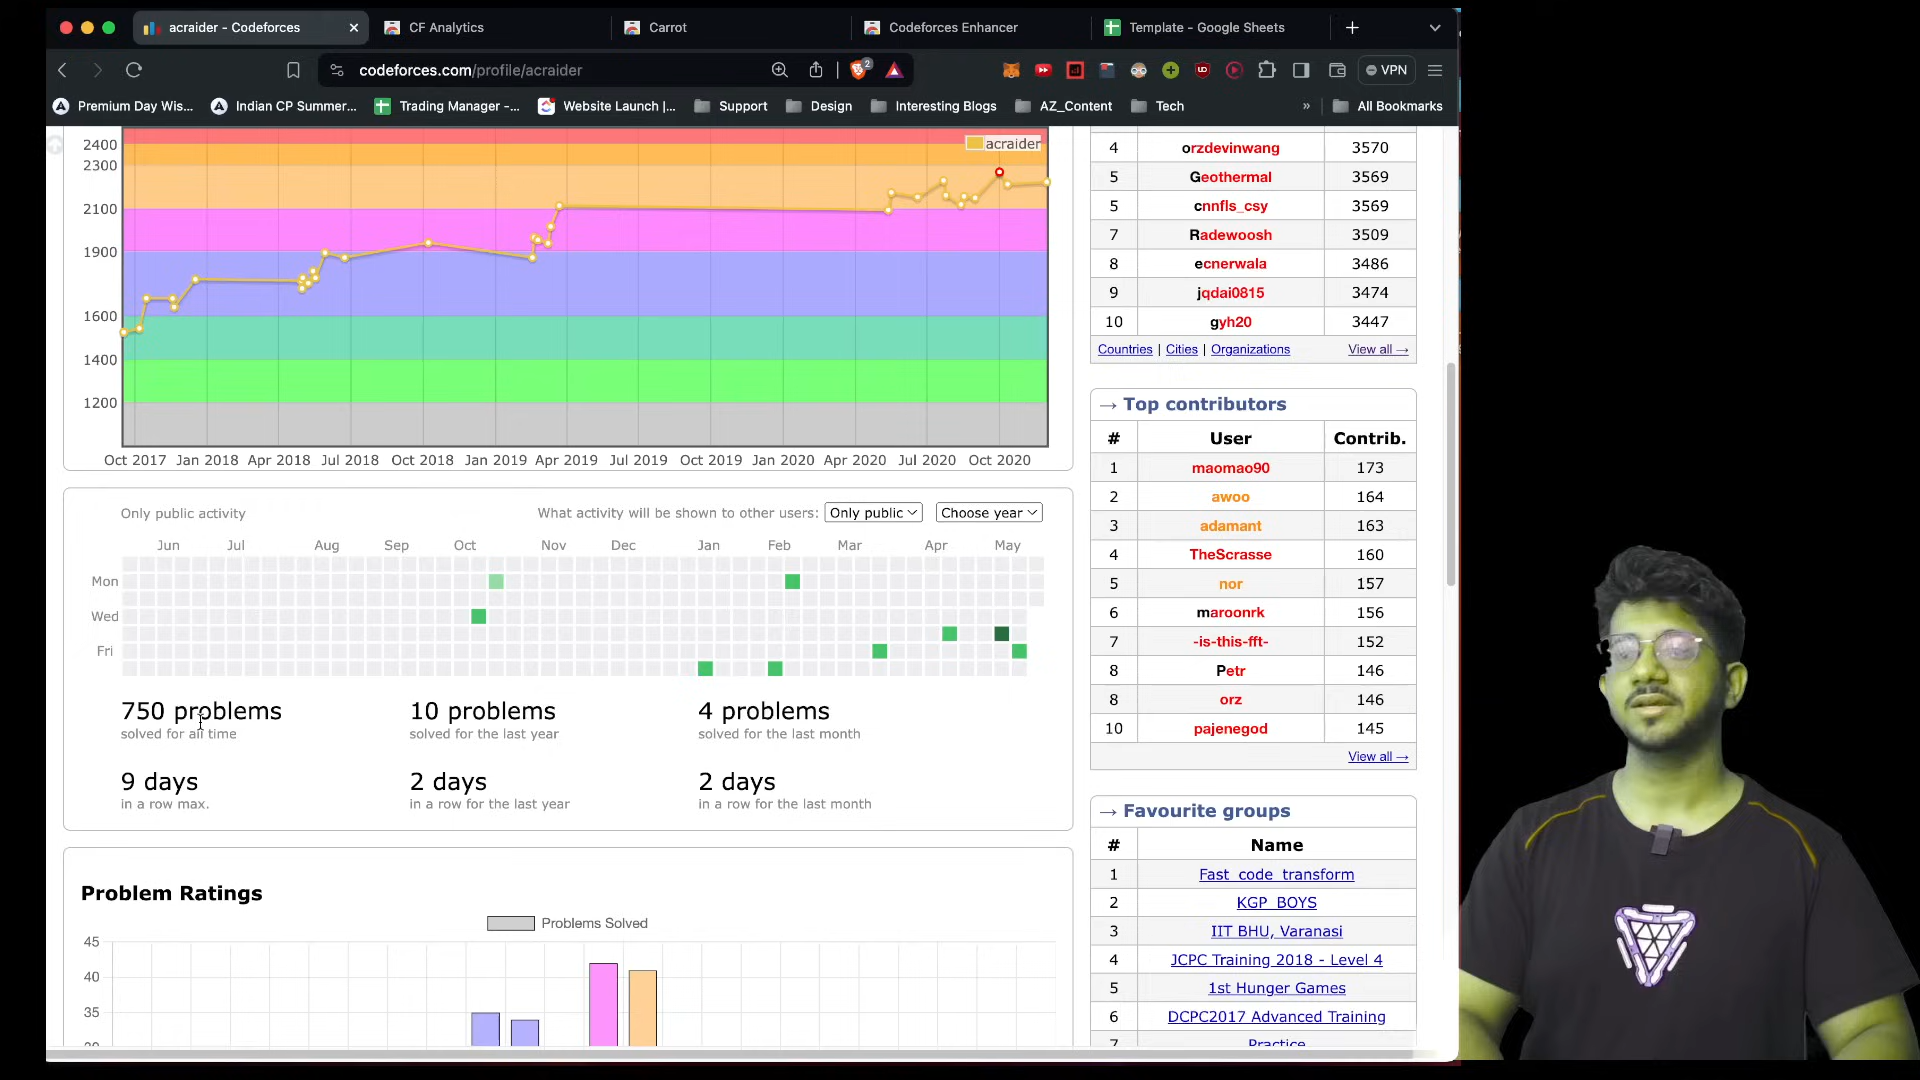 acraider - Codeforces
CF Analytics
Carrot
Codeforces Enhancer
Template - Google Sheets
codeforces.com/profile/acraider
2
VPN
Premium Day Wis...
Indian CP Summer...
Trading Manager -...
Website Launch |...
Support
Design
Interesting Blogs
AZ_Content
Tech
»
All Bookmarks
2400
2300
2100
1900
1600
1400
1200
acraider
Oct 2017 Jan 2018 Apr 2018 Jul 2018 Oct 2018 Jan 2019 Apr 2019 Jul 2019 Oct 2019 Jan 2020 Apr 2020 Jul 2020 Oct 2020
4 orzdevinwang 3570
5 Geothermal 3569
5 cnnfls_csy 3569
7 Radewoosh 3509
8 ecnerwala 3486
9 jqdai0815 3474
10 gyh20 3447
Countries | Cities | Organizations View all →
Only public activity
What activity will be shown to other users: Only public Choose year
Jun Jul Aug Sep Oct Nov Dec Jan Feb Mar Apr May
Mon
Wed
Fri
750 problems
solved for all time
10 problems
solved for the last year
4 problems
solved for the last month
9 days
in a row max.
2 days
in a row for the last year
2 days
in a row for the last month
→ Top contributors
# User Contrib.
1 maomao90 173
2 awoo 164
3 adamant 163
4 TheScrasse 160
5 nor 157
6 maroonrk 156
7 -is-this-fft- 152
8 Petr 146
8 orz 146
10 pajenegod 145
View all →
→ Favourite groups
# Name
1 Fast_code_transform
2 KGP_BOYS
3 IIT BHU, Varanasi
4 JCPC Training 2018 - Level 4
5 1st Hunger Games
6 DCPC2017 Advanced Training
7 Practice
Problem Ratings
Problems Solved
45
40
35
30